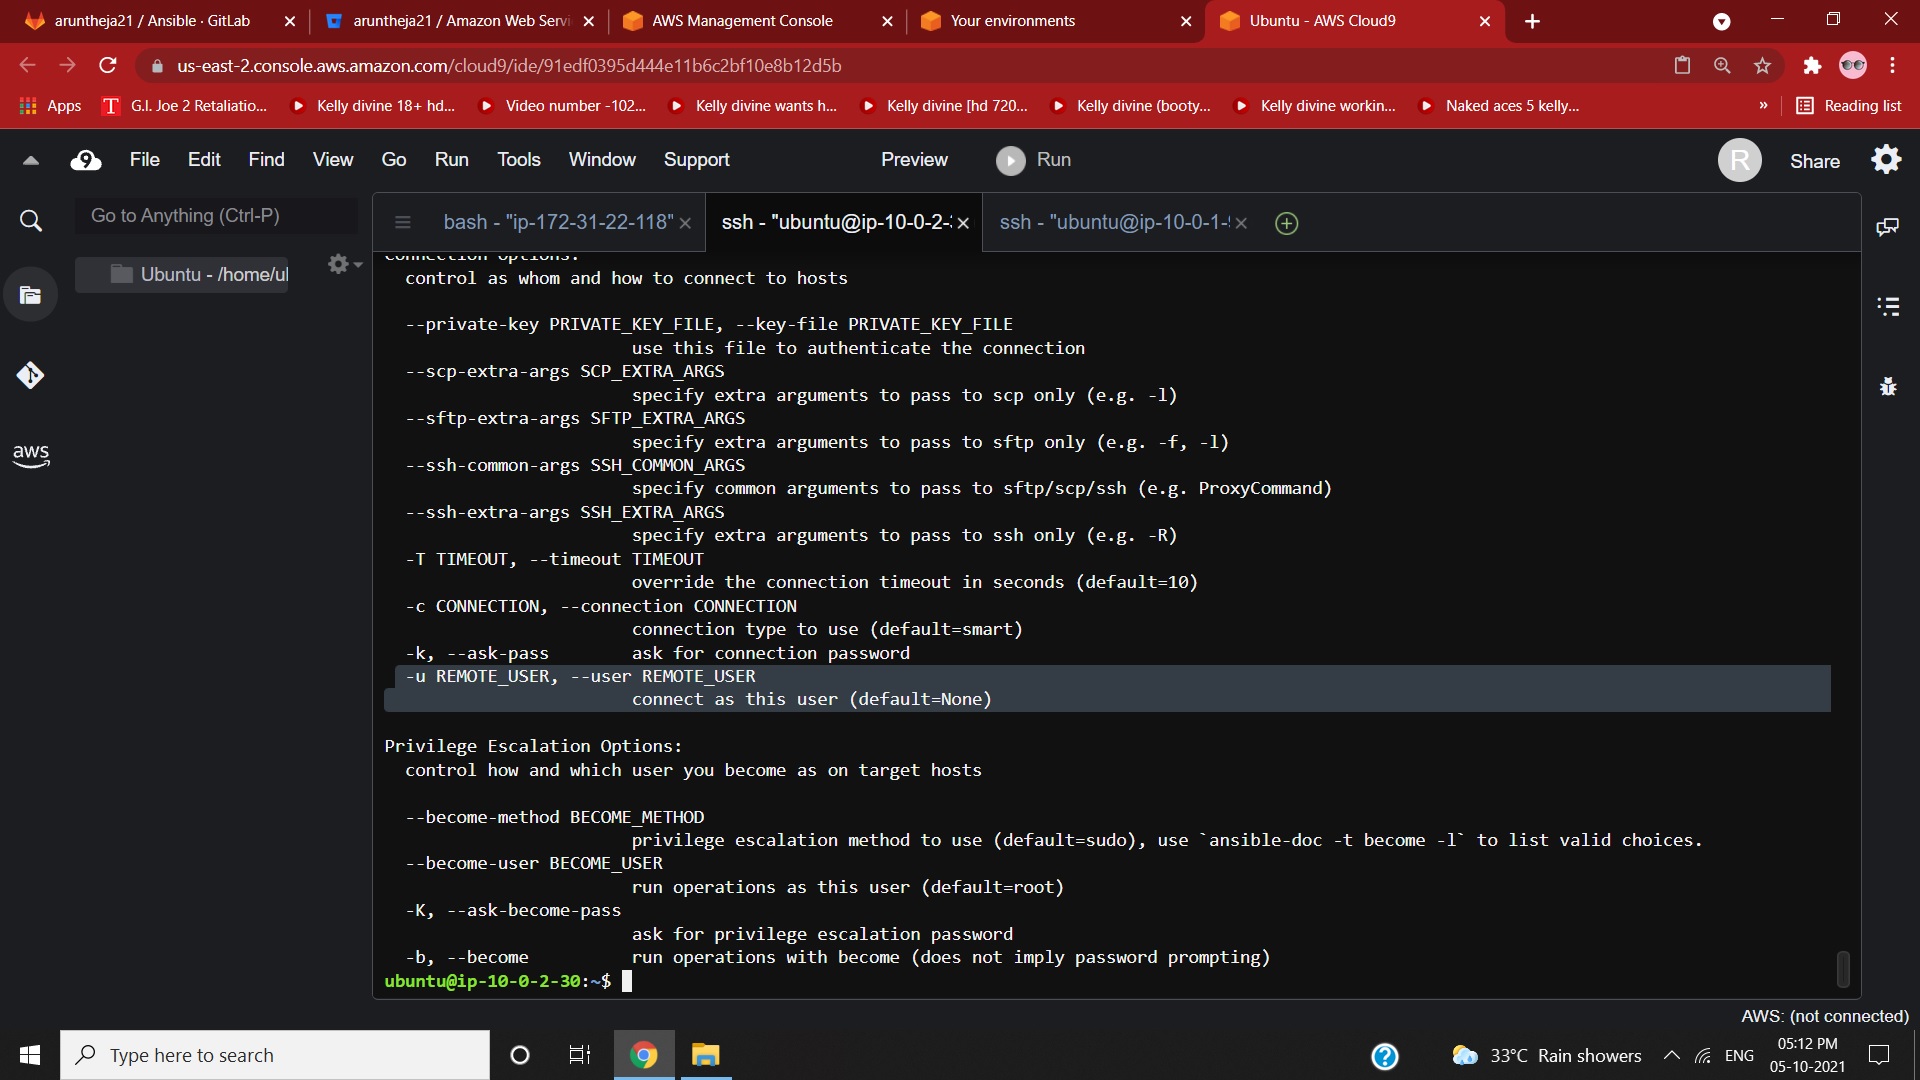 aruntheja21 / Ansible · GitLab
aruntheja21 / Amazon Web Servi
AWS Management Console
Your environments
Ubuntu - AWS Cloud9
us-east-2.console.aws.amazon.com/cloud9/ide/91edf0395d444e11b6c2bf10e8b12d5b
Apps
T G.I. Joe 2 Retaliatio...
Kelly divine 18+ hd...
Video number -102...
Kelly divine wants h...
Kelly divine [hd 720...
Kelly divine (booty...
Kelly divine workin...
Naked aces 5 kelly...
»
Reading list
9 File Edit Find View Go Run Tools Window Support Preview Run R Share
Go to Anything (Ctrl-P)
bash - "ip-172-31-22-118"
ssh - "ubuntu@ip-10-0-2-
ssh - "ubuntu@ip-10-0-1-
Ubuntu - /home/u
aws
Connection Options:
control as whom and how to connect to hosts
--private-key PRIVATE_KEY_FILE, --key-file PRIVATE_KEY_FILE
use this file to authenticate the connection
--scp-extra-args SCP_EXTRA_ARGS
specify extra arguments to pass to scp only (e.g. -l)
--sftp-extra-args SFTP_EXTRA_ARGS
specify extra arguments to pass to sftp only (e.g. -f, -l)
--ssh-common-args SSH_COMMON_ARGS
specify common arguments to pass to sftp/scp/ssh (e.g. ProxyCommand)
--ssh-extra-args SSH_EXTRA_ARGS
specify extra arguments to pass to ssh only (e.g. -R)
-T TIMEOUT, --timeout TIMEOUT
override the connection timeout in seconds (default=10)
-c CONNECTION, --connection CONNECTION
connection type to use (default=smart)
-k, --ask-pass ask for connection password
-u REMOTE_USER, --user REMOTE_USER
connect as this user (default=None)
Privilege Escalation Options:
control how and which user you become as on target hosts
--become-method BECOME_METHOD
privilege escalation method to use (default=sudo), use `ansible-doc -t become -l` to list valid choices.
--become-user BECOME_USER
run operations as this user (default=root)
-K, --ask-become-pass
ask for privilege escalation password
-b, --become run operations with become (does not imply password prompting)
ubuntu@ip-10-0-2-30:~$
AWS: (not connected)
Type here to search
33°C Rain showers
ENG
05:12 PM
05-10-2021